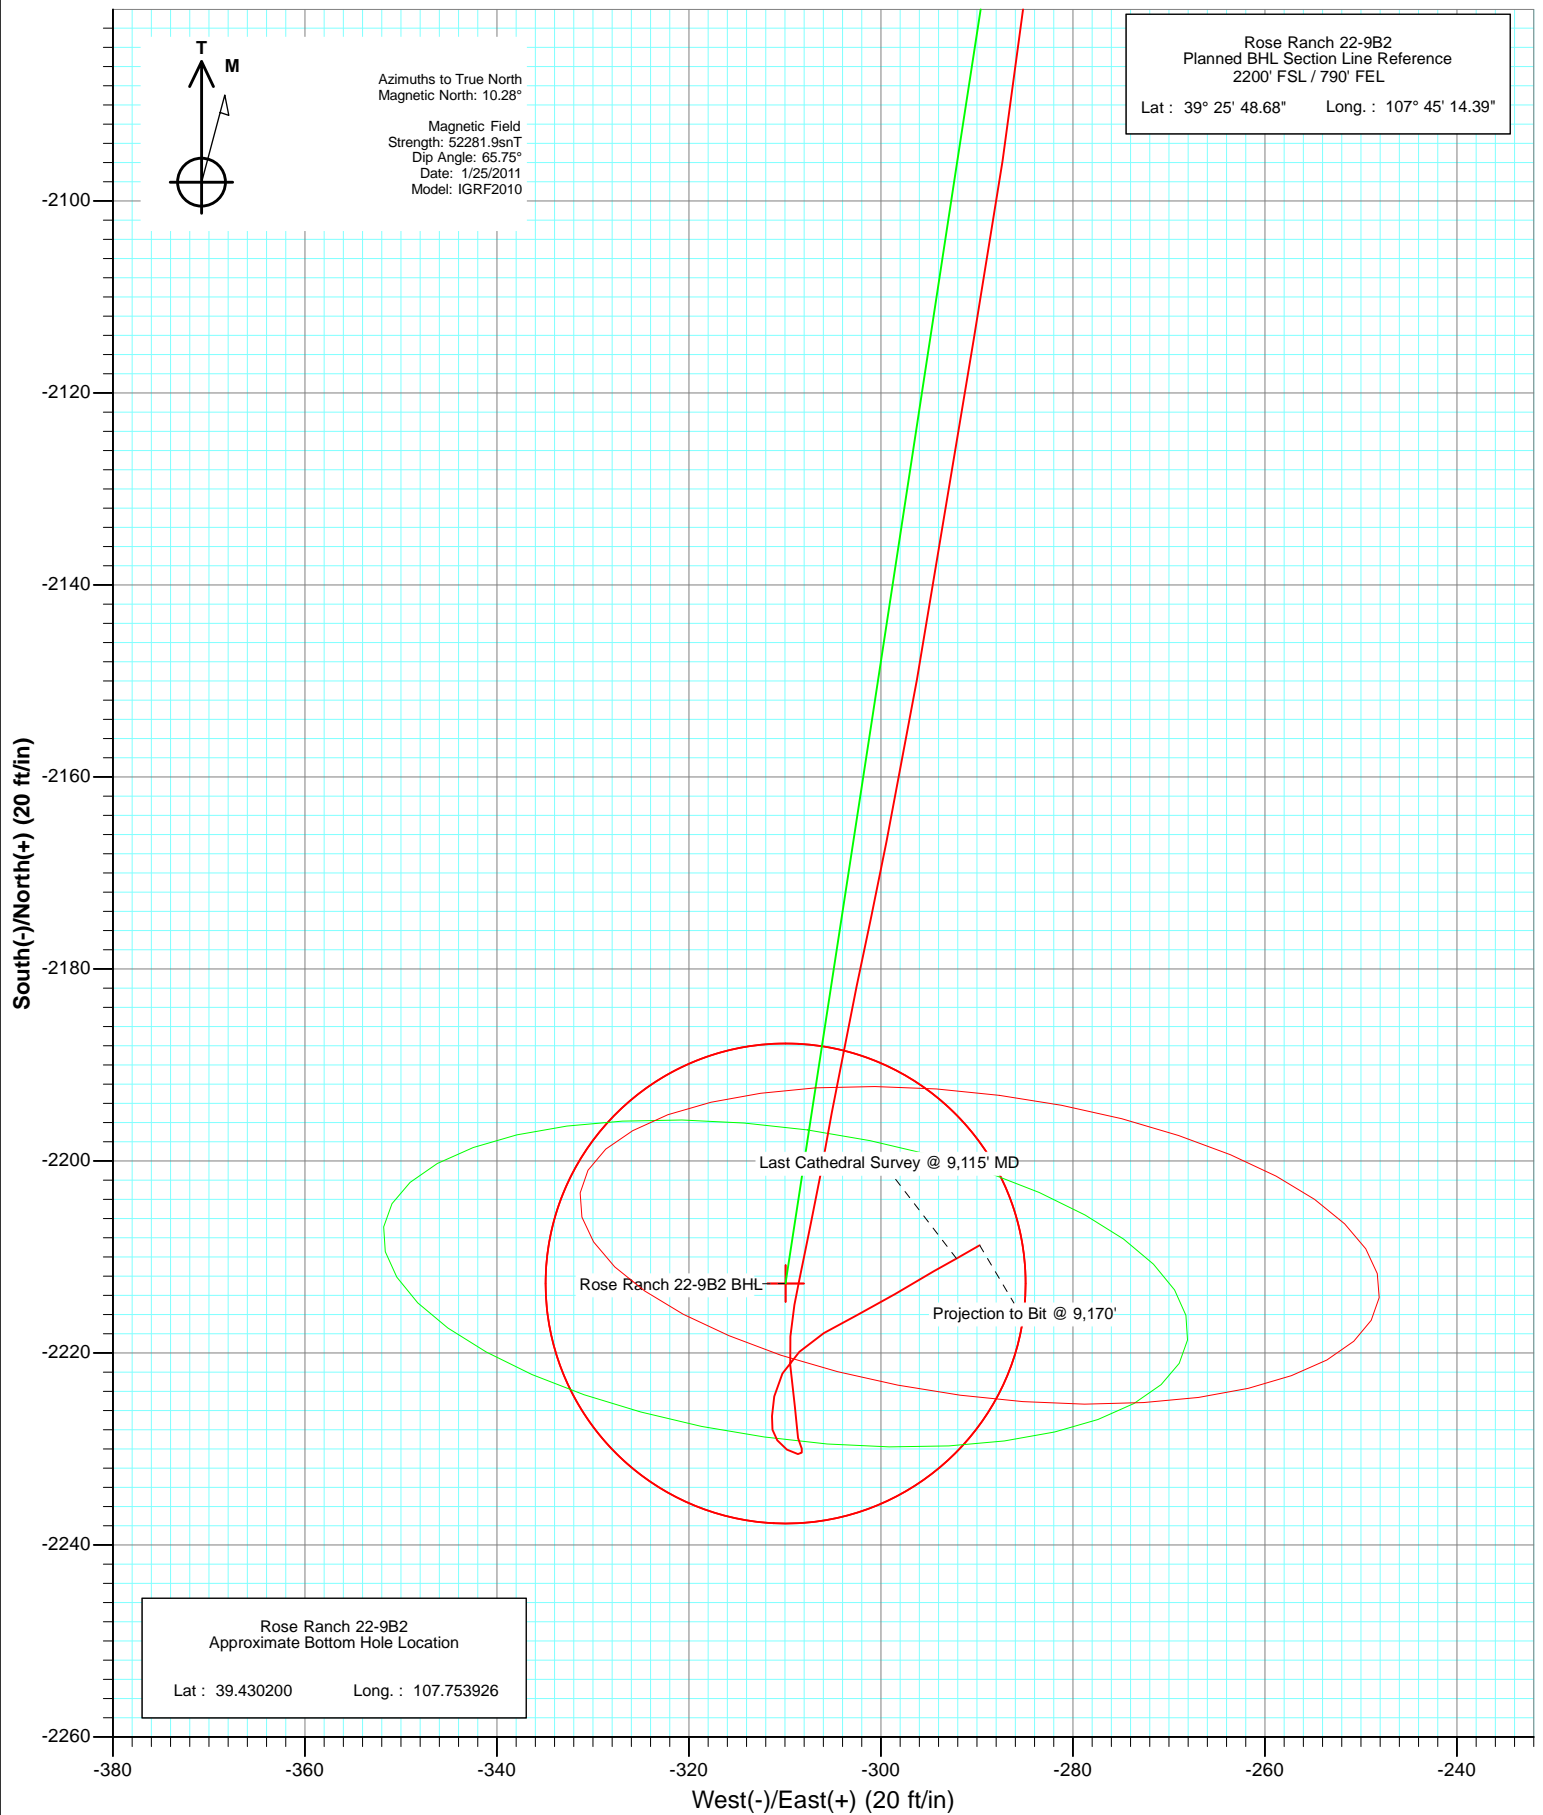 T
M
Azimuths to True North
Magnetic North: 10.28°
Magnetic Field
Strength: 52281.9snT
Dip Angle: 65.75°
Date: 1/25/2011
Model: IGRF2010
Rose Ranch 22-9B2
Planned BHL Section Line Reference
2200' FSL / 790' FEL
Lat : 39° 25' 48.68" Long. : 107° 45' 14.39"
-2100
-2120
-2140
-2160
-2180
-2200
-2220
-2240
-2260
South(-)/North(+) (20 ft/in)
Last Cathedral Survey @ 9,115' MD
Rose Ranch 22-9B2 BHL
Projection to Bit @ 9,170'
Rose Ranch 22-9B2
Approximate Bottom Hole Location
Lat : 39.430200 Long. : 107.753926
-380 -360 -340 -320 -300 -280 -260 -240
West(-)/East(+) (20 ft/in)